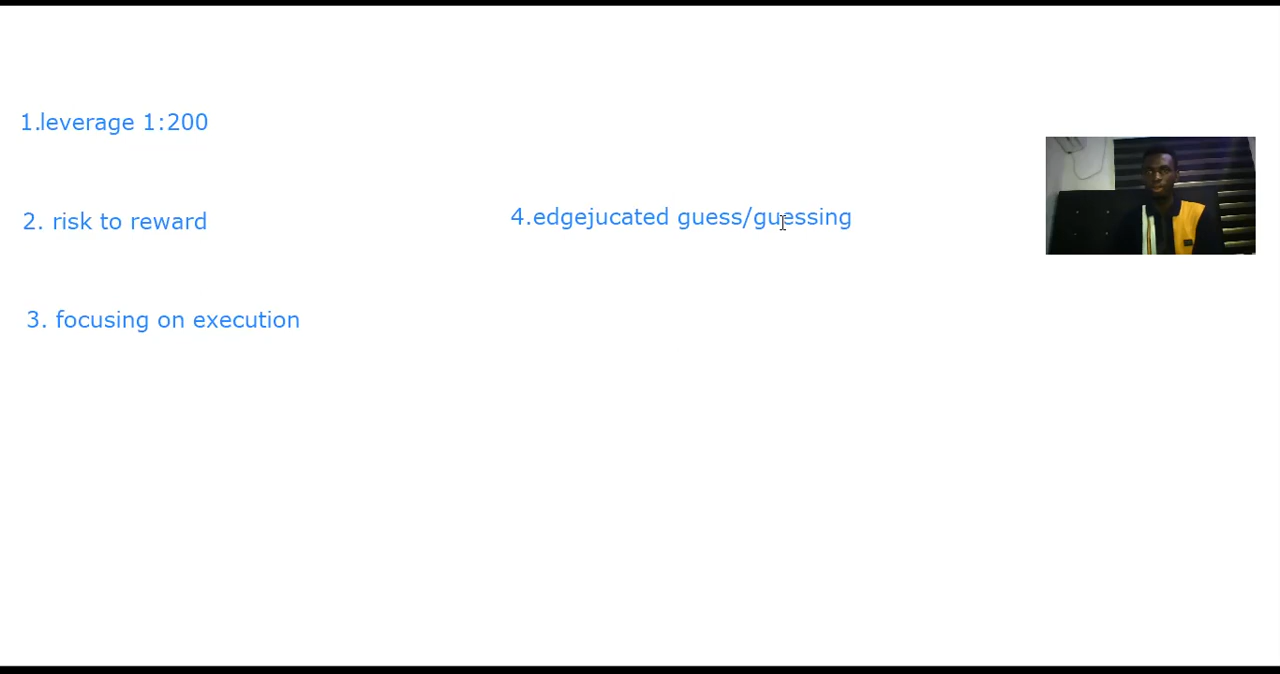 1.leverage 1:200
2. risk to reward
3. focusing on execution
4.edgejucated guess/guessing